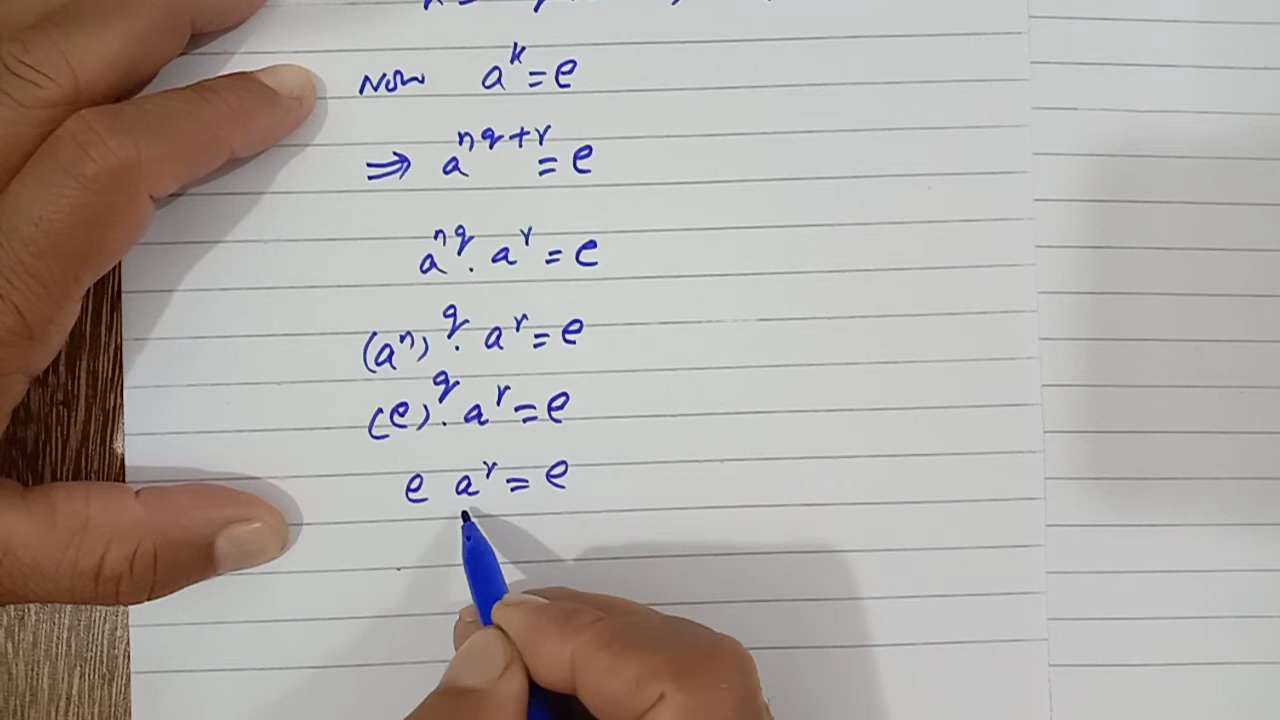 Now a^k = e
⇒ a^{nq+r} = e
a^{nq} . a^r = e
(a^n)^q . a^r = e
(e)^q . a^r = e
e a^r = e